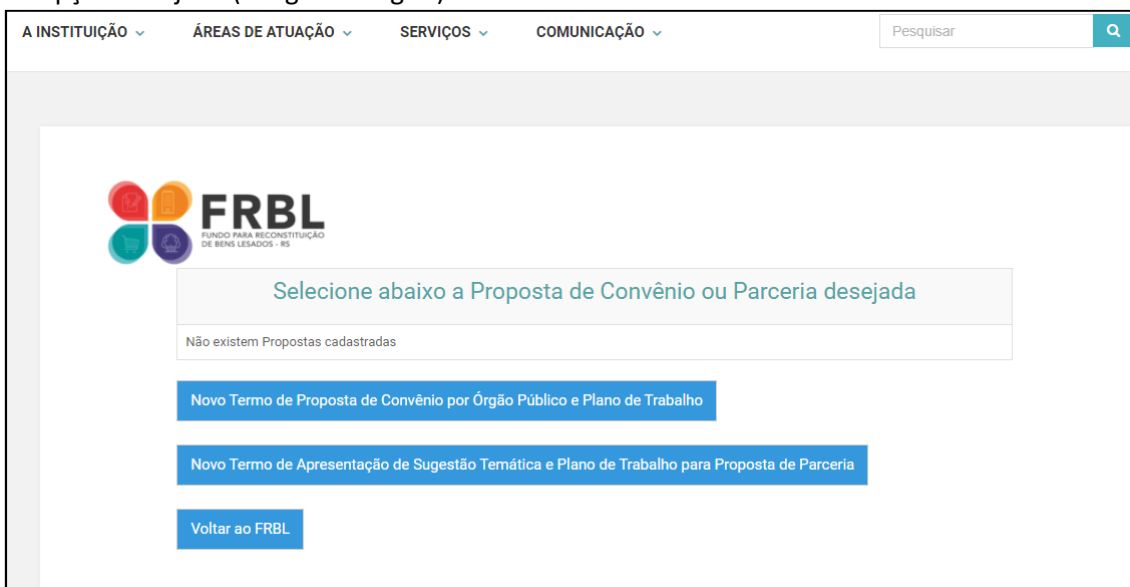 A INSTITUIÇÃO ÁREAS DE ATUAÇÃO SERVIÇOS COMUNICAÇÃO Pesquisar
FRBL
FUNDO PARA RECONSTITUIÇÃO
DE BENS LESADOS - RS
Selecione abaixo a Proposta de Convênio ou Parceria desejada
Não existem Propostas cadastradas
Novo Termo de Proposta de Convênio por Órgão Público e Plano de Trabalho
Novo Termo de Apresentação de Sugestão Temática e Plano de Trabalho para Proposta de Parceria
Voltar ao FRBL